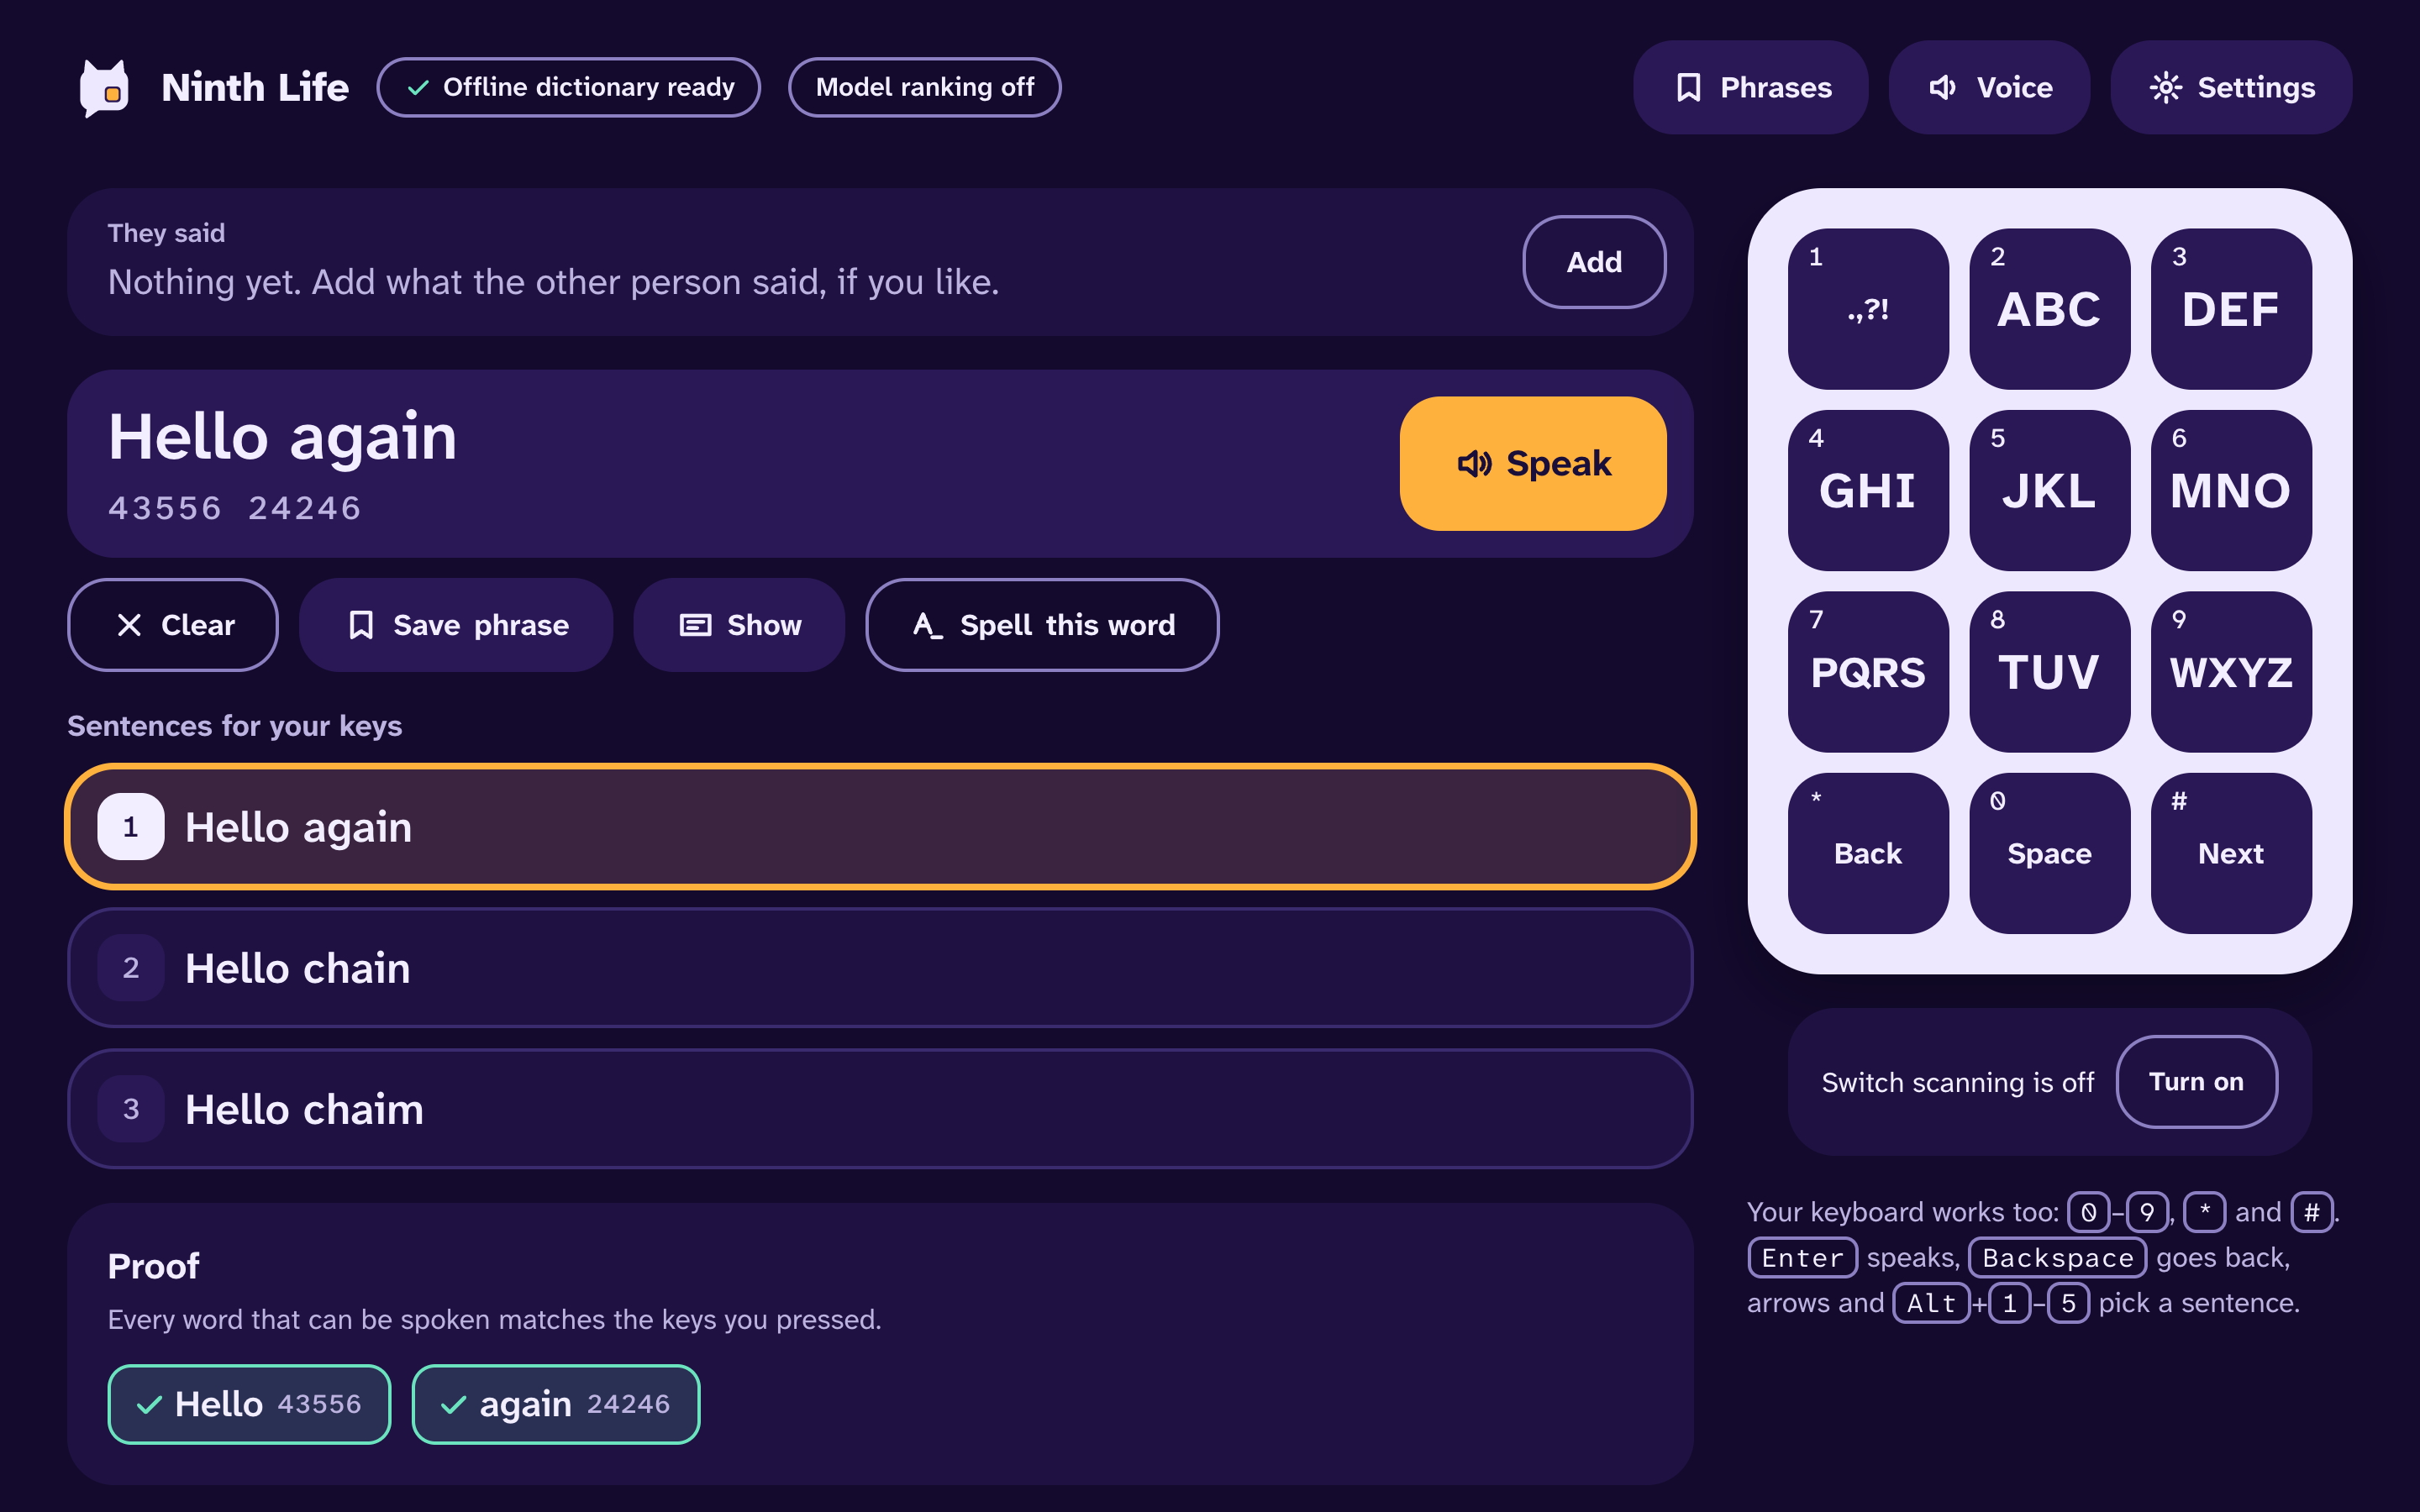 Ninth Life
Offline dictionary ready
Model ranking off
Phrases
Voice
Settings
They said
Nothing yet. Add what the other person said, if you like.
Add
Hello again
43556 24246
Speak
Clear
Save phrase
Show
Spell this word
Sentences for your keys
1 Hello again
2 Hello chain
3 Hello chaim
Proof
Every word that can be spoken matches the keys you pressed.
Hello 43556
again 24246
1 .,?!
2 ABC
3 DEF
4 GHI
5 JKL
6 MNO
7 PQRS
8 TUV
9 WXYZ
* Back
0 Space
# Next
Switch scanning is off
Turn on
Your keyboard works too: 0–9, * and #.
Enter speaks, Backspace goes back,
arrows and Alt+1–5 pick a sentence.